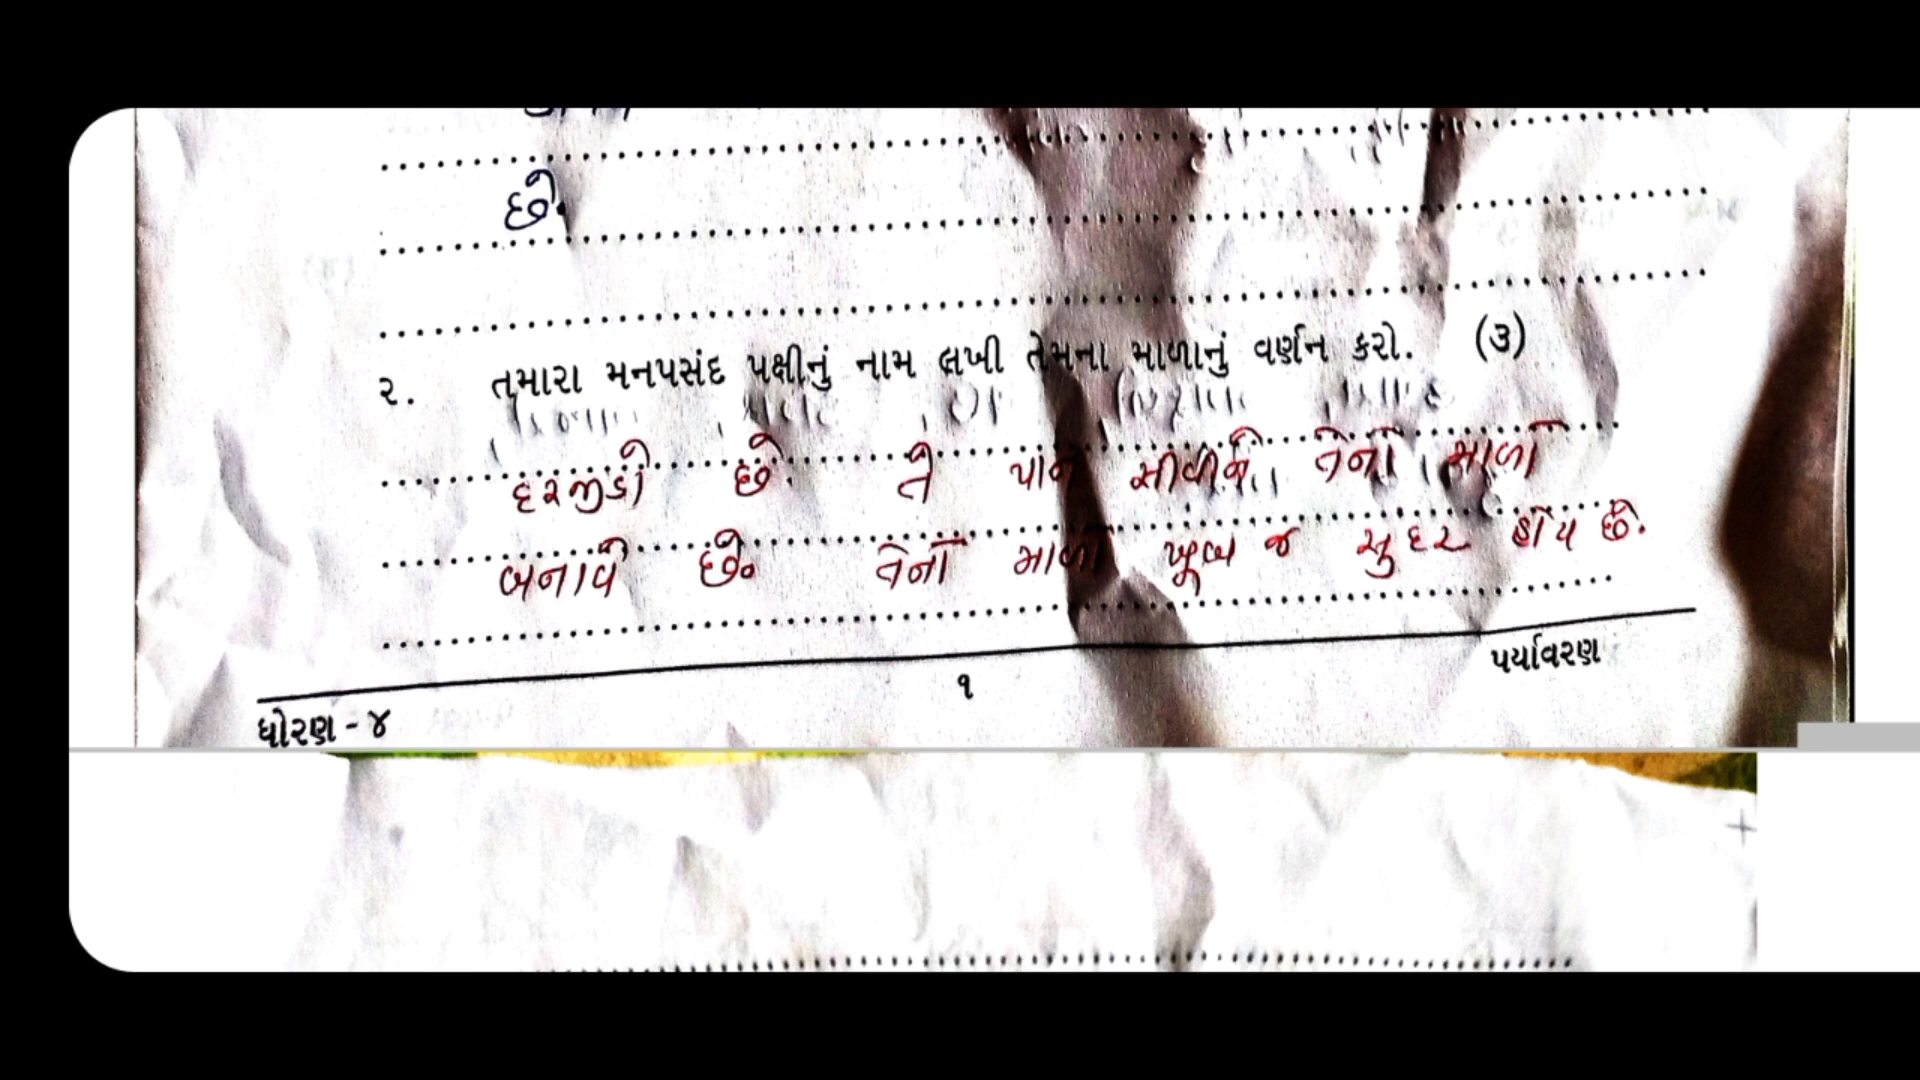 છે.
૨. તમારા મનપસંદ પક્ષીનું નામ લખી તેમના માળાનું વર્ણન કરો. (૩)
દરજીડો છે. તે પાન સીવીને તેનો માળો
બનાવે છે. તેનો માળો ખૂબ જ સુદર હોય છે.
ધોરણ - ૪ ૧ પર્યાવરણ